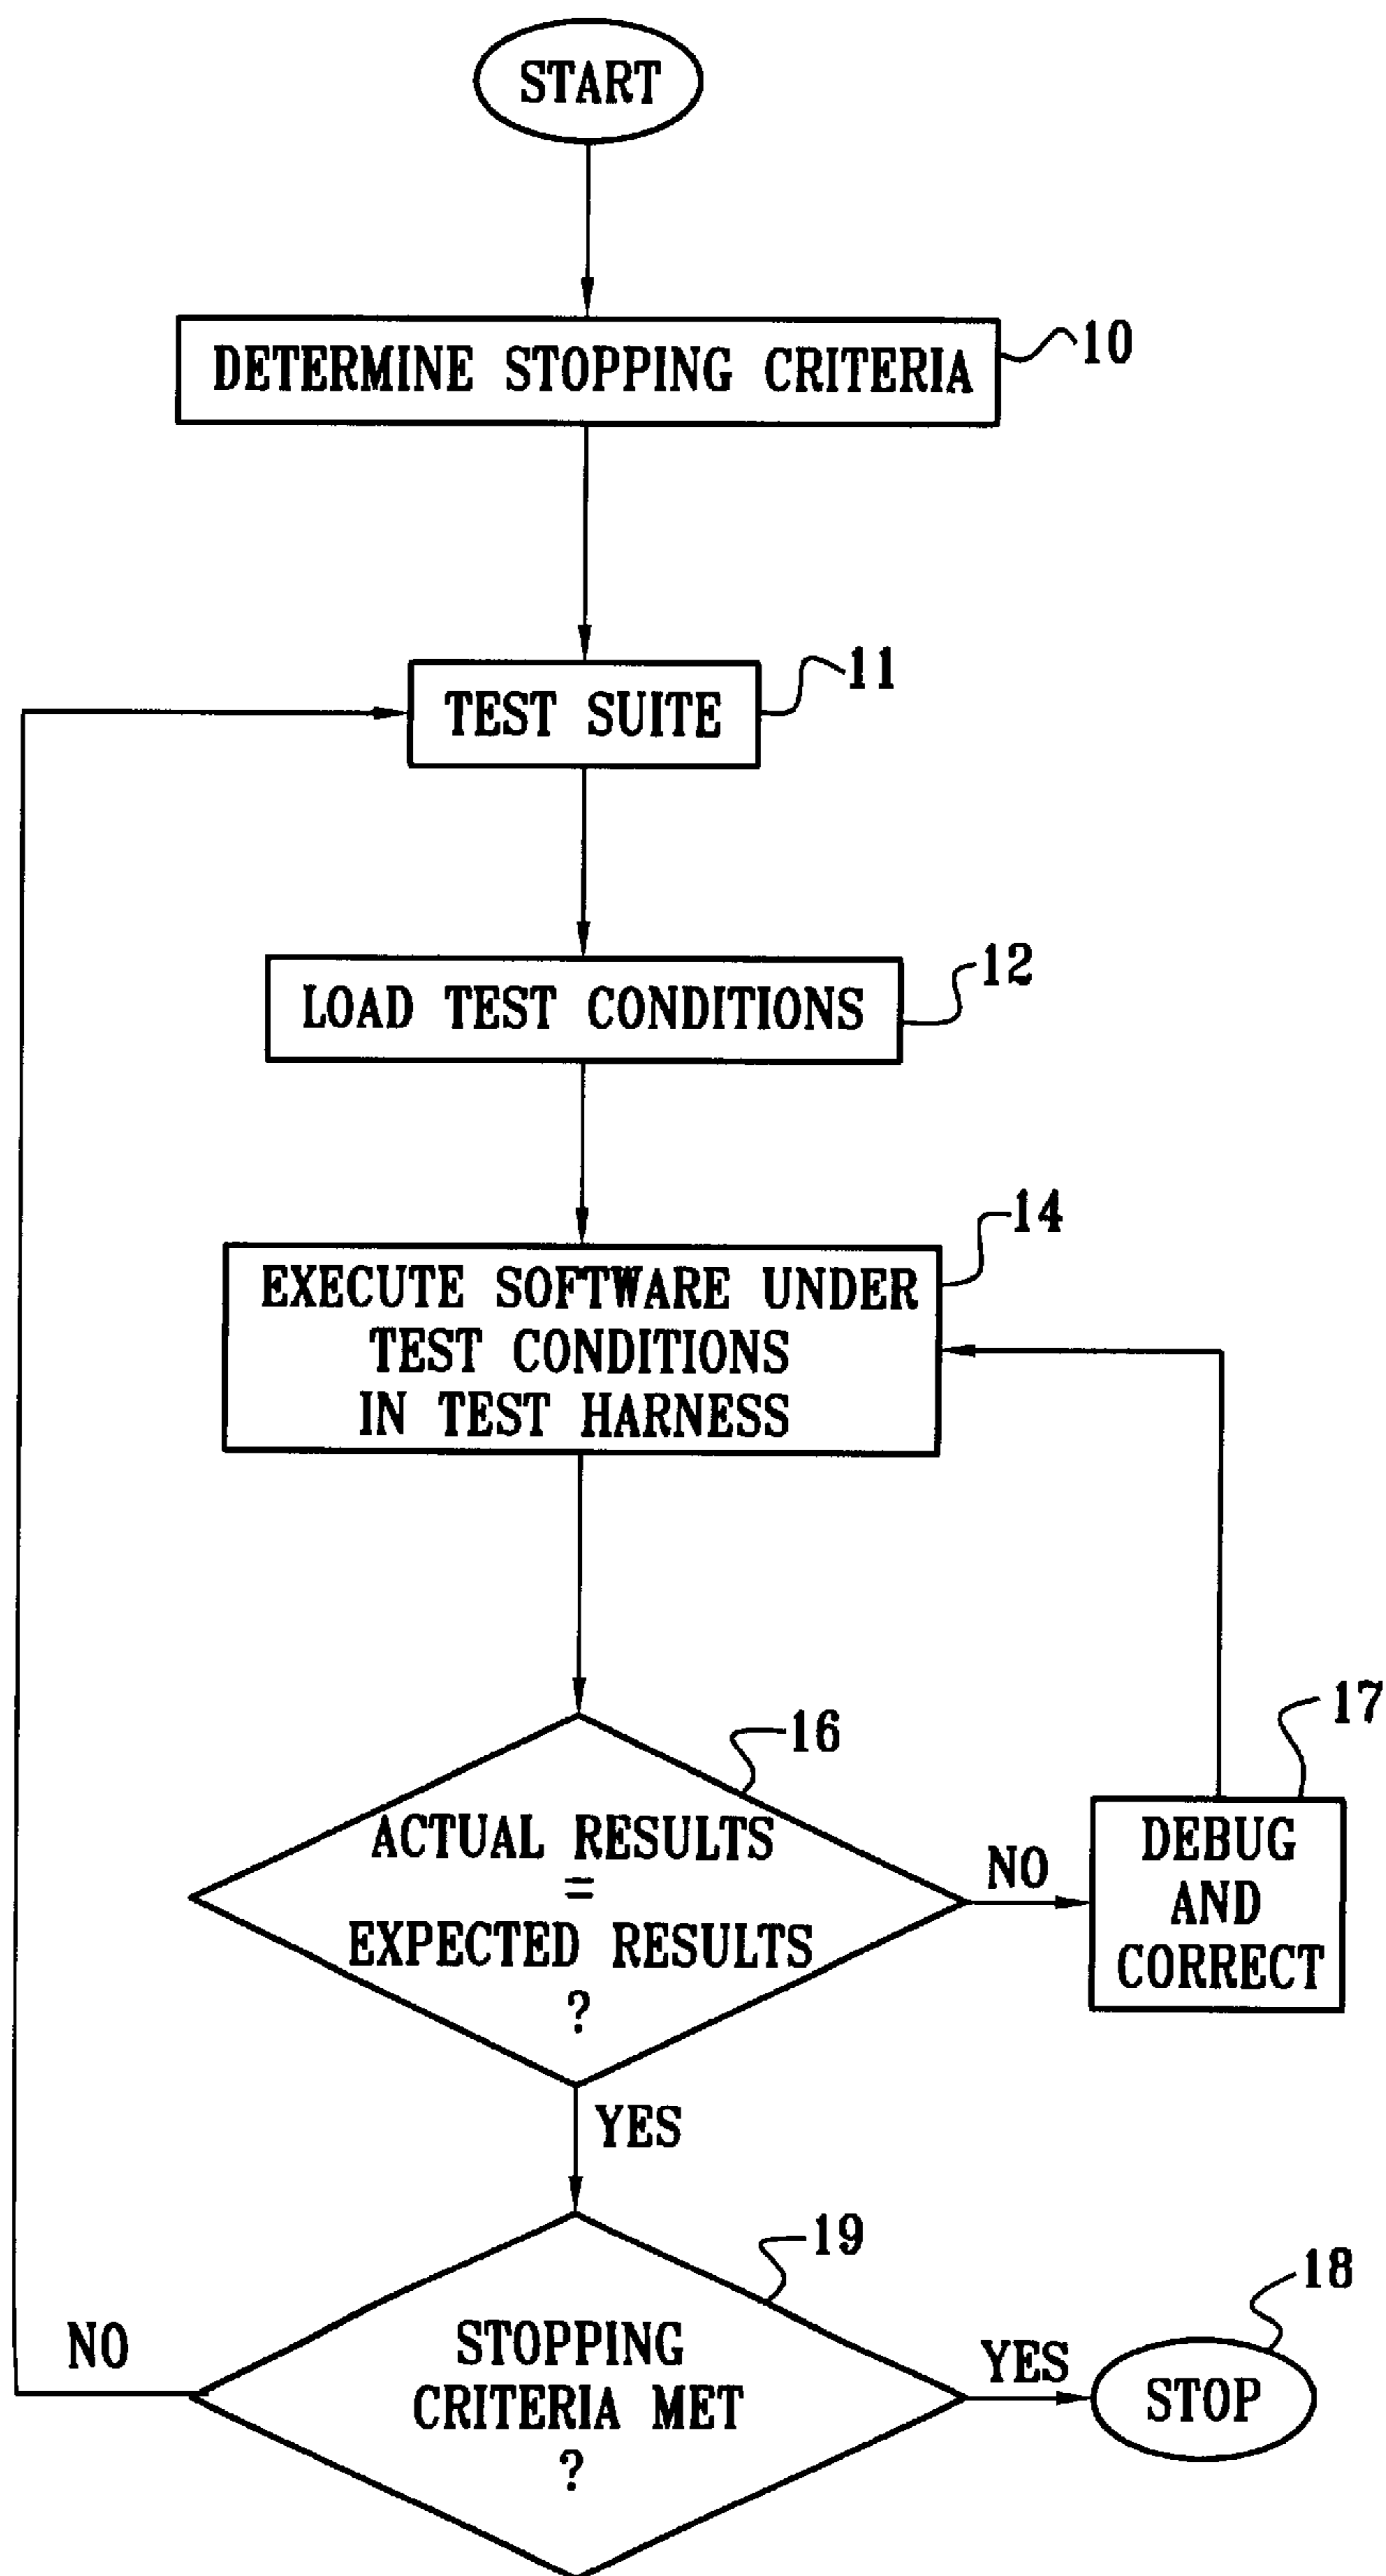 START
DETERMINE STOPPING CRITERIA
10
TEST SUITE
11
LOAD TEST CONDITIONS
12
EXECUTE SOFTWARE UNDER
TEST CONDITIONS
IN TEST HARNESS
14
ACTUAL RESULTS
=
EXPECTED RESULTS
?
16
NO
DEBUG
AND
CORRECT
17
YES
STOPPING
CRITERIA MET
?
19
NO
YES
STOP
18